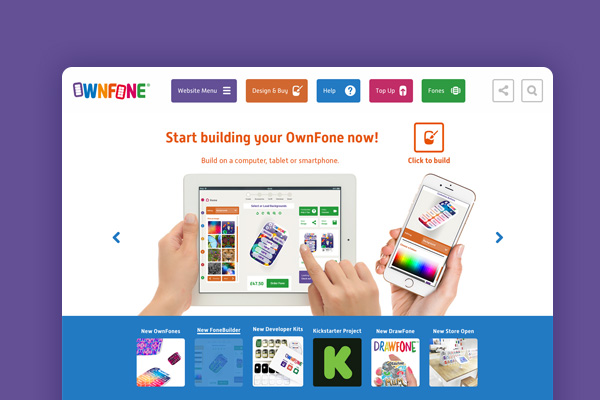 OWNFONE®
Website Menu
Design & Buy
Help
?
Top Up
Fones
Start building your OwnFone now!
Build on a computer, tablet or smartphone.
Click to build
£47.50
New OwnFones
New FoneBuilder
New Developer Kits
Kickstarter Project
New DrawFone
New Store Open
OWNFONE
K
DRAWFONE